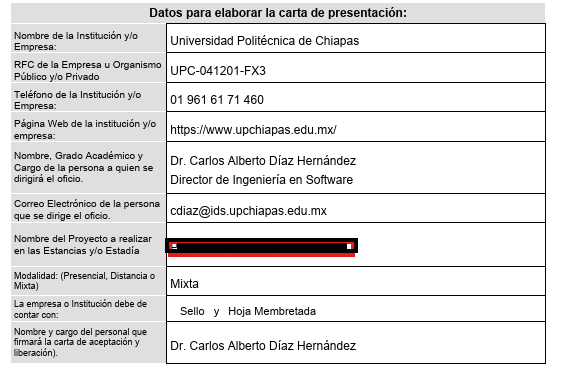 Datos para elaborar la carta de presentación:
Nombre de la Institución y/o
Empresa:
Universidad Politécnica de Chiapas
RFC de la Empresa u Organismo
Público y/o Privado
UPC-041201-FX3
Teléfono de la Institución y/o
Empresa:
01 961 61 71 460
Página Web de la institución y/o
empresa:
https://www.upchiapas.edu.mx/
Nombre, Grado Académico y
Cargo de la persona a quien se
dirigirá el oficio.
Dr. Carlos Alberto Díaz Hernández
Director de Ingeniería en Software
Correo Electrónico de la persona
que se dirige el oficio.
cdiaz@ids.upchiapas.edu.mx
Nombre del Proyecto a realizar
en las Estancias y/o Estadía
Modalidad: (Presencial, Distancia o
Mixta)
Mixta
La empresa o Institución debe de
contar con:
Sello y Hoja Membretada
Nombre y cargo del personal que
firmará la carta de aceptación y
liberación).
Dr. Carlos Alberto Díaz Hernández